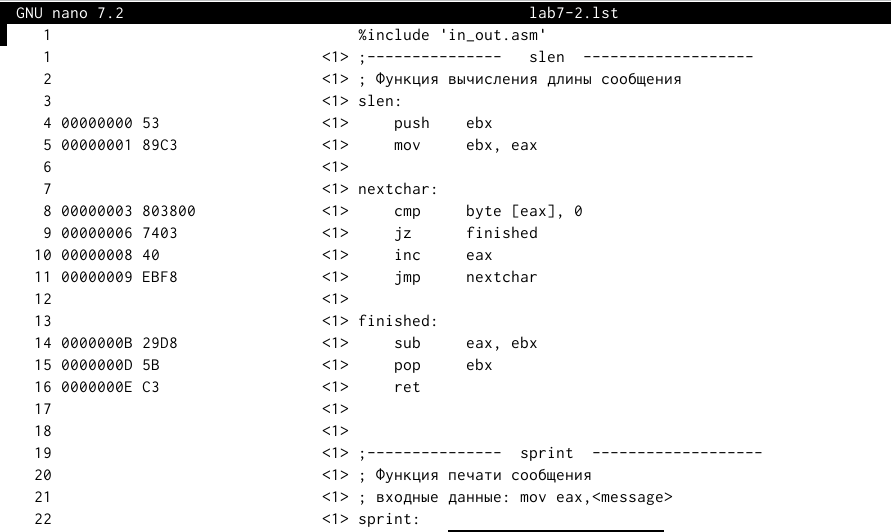 GNU nano 7.2 lab7-2.lst
1 %include 'in_out.asm'
1 <1> ;--------------- slen -------------------
2 <1> ; Функция вычисления длины сообщения
3 <1> slen:
4 00000000 53 <1> push ebx
5 00000001 89C3 <1> mov ebx, eax
6 <1>
7 <1> nextchar:
8 00000003 803800 <1> cmp byte [eax], 0
9 00000006 7403 <1> jz finished
10 00000008 40 <1> inc eax
11 00000009 EBF8 <1> jmp nextchar
12 <1>
13 <1> finished:
14 0000000B 29D8 <1> sub eax, ebx
15 0000000D 5B <1> pop ebx
16 0000000E C3 <1> ret
17 <1>
18 <1>
19 <1> ;--------------- sprint -------------------
20 <1> ; Функция печати сообщения
21 <1> ; входные данные: mov eax,<message>
22 <1> sprint: